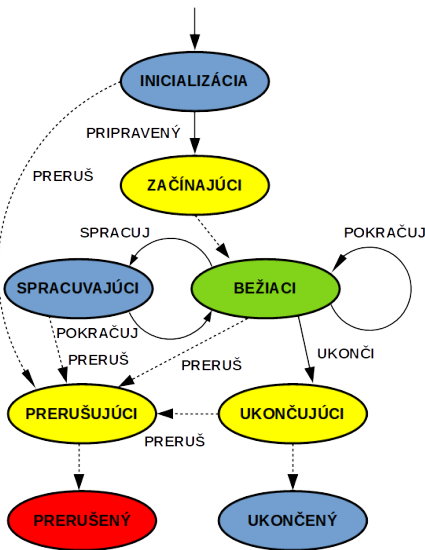 INICIALIZÁCIA
PRIPRAVENÝ
PRERUŠ
ZAČÍNAJÚCI
SPRACUJ
POKRAČUJ
SPRACUVAJÚCI
BEŽIACI
POKRAČUJ
PRERUŠ
PRERUŠ
UKONČI
PRERUŠUJÚCI
UKONČUJÚCI
PRERUŠ
PRERUŠENÝ
UKONČENÝ